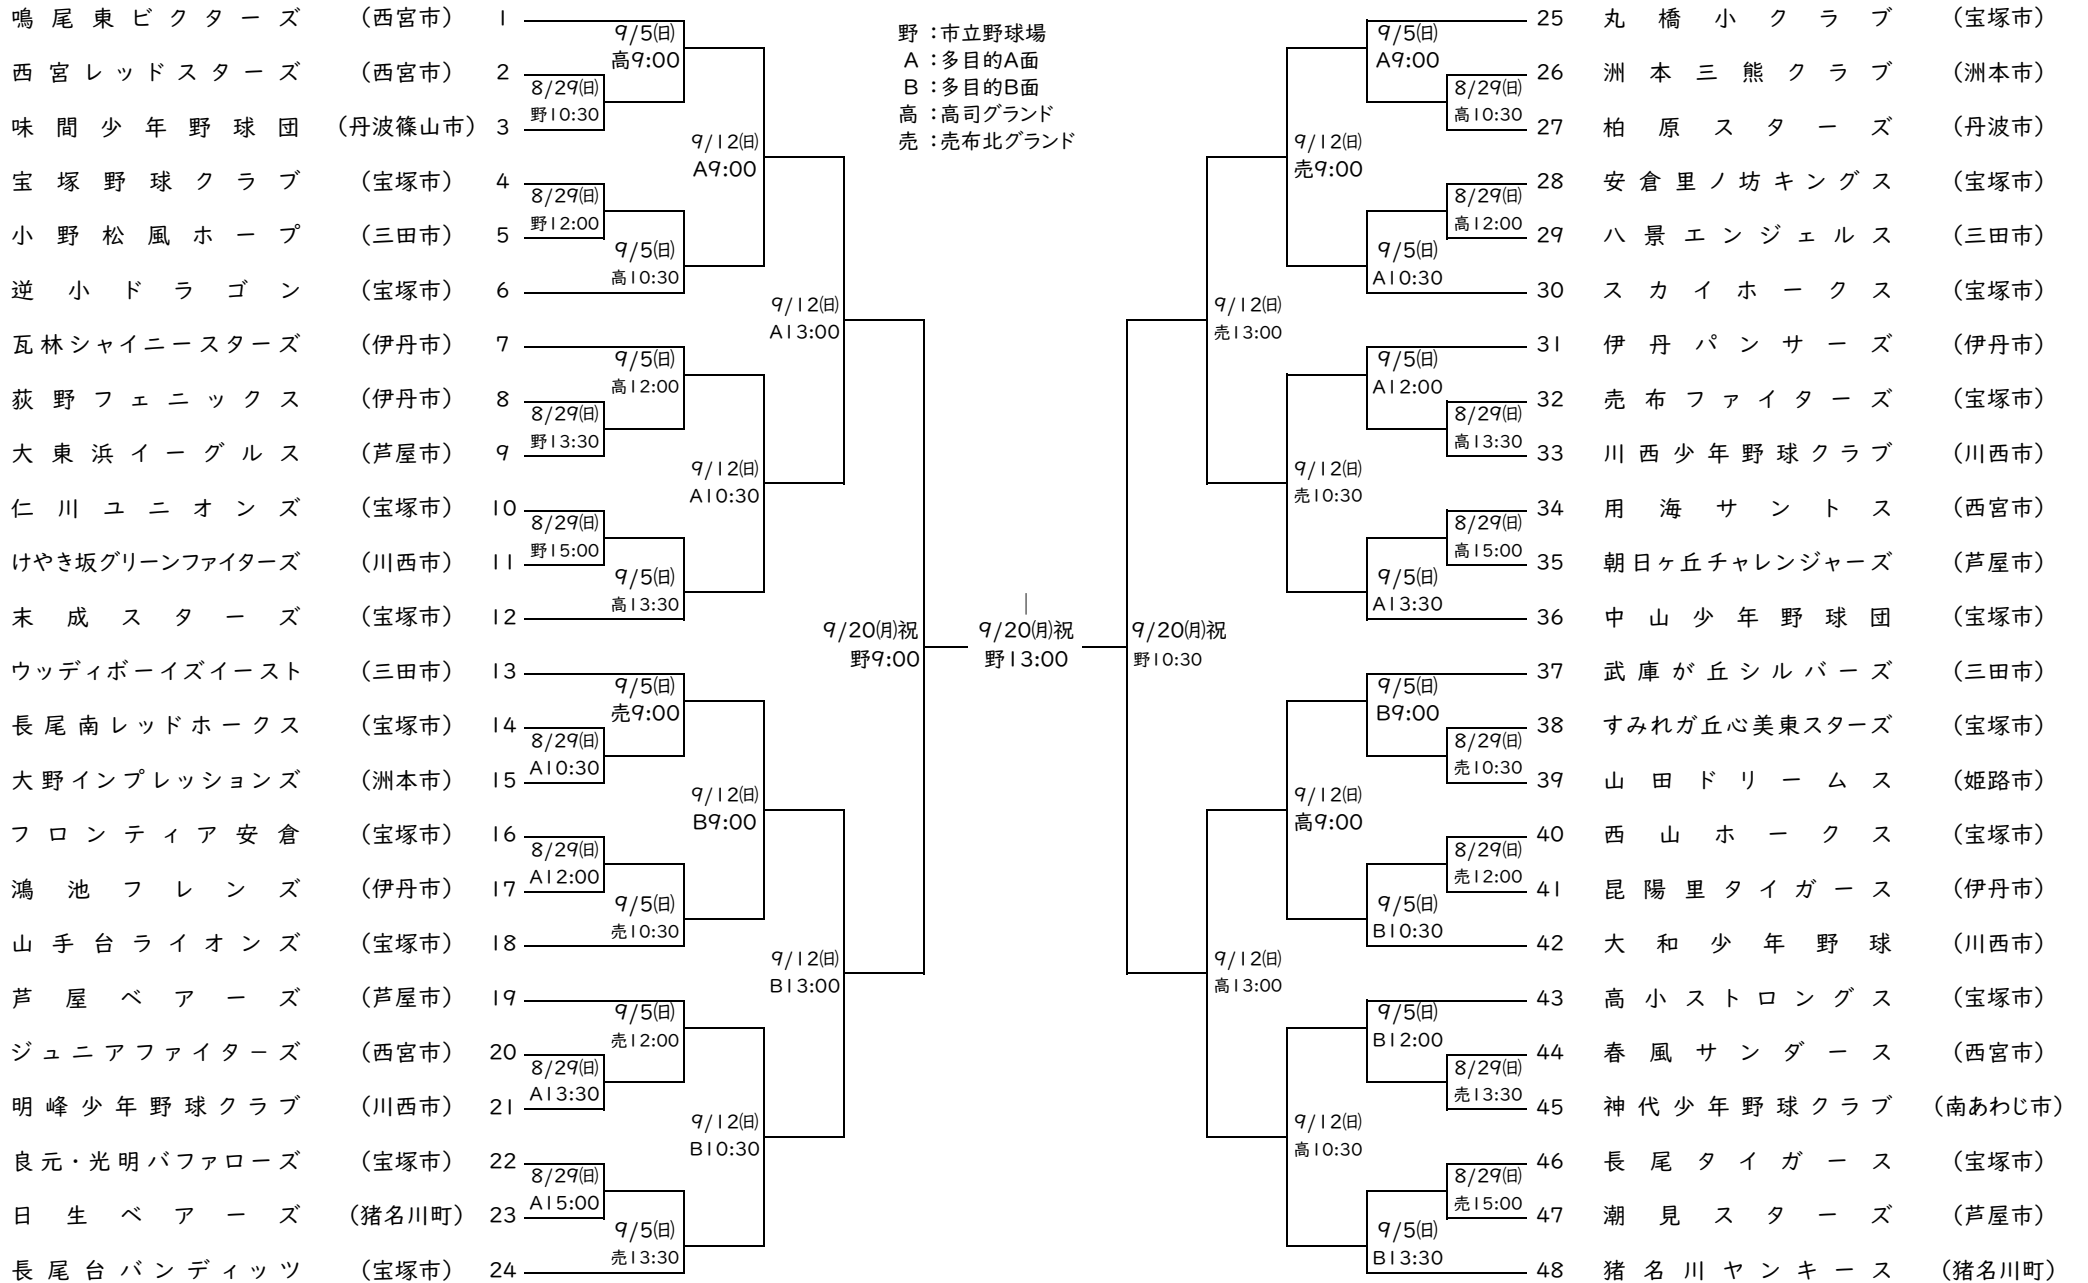 鳴尾東ビクターズ （西宮市） 1
9/5(日)
高9:00
西宮レッドスターズ （西宮市） 2
8/29(日)
野10:30
味間少年野球団 （丹波篠山市） 3
9/12(日)
A9:00
宝塚野球クラブ （宝塚市） 4
8/29(日)
野12:00
小野松風ホープ （三田市） 5
9/5(日)
高10:30
逆小ドラゴン （宝塚市） 6
9/12(日)
A13:00
瓦林シャイニースターズ （伊丹市） 7
9/5(日)
高12:00
荻野フェニックス （伊丹市） 8
8/29(日)
野13:30
大東浜イーグルス （芦屋市） 9
9/12(日)
A10:30
仁川ユニオンズ （宝塚市） 10
8/29(日)
野15:00
けやき坂グリーンファイターズ （川西市） 11
9/5(日)
高13:30
末成スターズ （宝塚市） 12
9/20(月)祝
野9:00
ウッディボーイズイースト （三田市） 13
9/5(日)
売9:00
長尾南レッドホークス （宝塚市） 14
8/29(日)
A10:30
大野インプレッションズ （洲本市） 15
9/12(日)
B9:00
フロンティア安倉 （宝塚市） 16
8/29(日)
A12:00
鴻池フレンズ （伊丹市） 17
9/5(日)
売10:30
山手台ライオンズ （宝塚市） 18
9/12(日)
B13:00
芦屋ベアーズ （芦屋市） 19
9/5(日)
売12:00
ジュニアファイターズ （西宮市） 20
8/29(日)
A13:30
明峰少年野球クラブ （川西市） 21
9/12(日)
B10:30
良元・光明バファローズ （宝塚市） 22
8/29(日)
A15:00
日生ベアーズ （猪名川町） 23
9/5(日)
売13:30
長尾台バンディッツ （宝塚市） 24
野：市立野球場
A：多目的A面
B：多目的B面
高：高司グランド
売：売布北グランド
9/20(月)祝
野13:00
25 丸橋小クラブ （宝塚市）
9/5(日)
A9:00
26 洲本三熊クラブ （洲本市）
8/29(日)
高10:30
27 柏原スターズ （丹波市）
9/12(日)
売9:00
28 安倉里ノ坊キングス （宝塚市）
8/29(日)
高12:00
29 八景エンジェルス （三田市）
9/5(日)
A10:30
30 スカイホークス （宝塚市）
9/12(日)
売13:00
31 伊丹パンサーズ （伊丹市）
9/5(日)
A12:00
32 売布ファイターズ （宝塚市）
8/29(日)
高13:30
33 川西少年野球クラブ （川西市）
9/12(日)
売10:30
34 用海サントス （西宮市）
8/29(日)
高15:00
35 朝日ヶ丘チャレンジャーズ （芦屋市）
9/5(日)
A13:30
36 中山少年野球団 （宝塚市）
9/20(月)祝
野10:30
37 武庫が丘シルバーズ （三田市）
9/5(日)
B9:00
38 すみれガ丘心美東スターズ （宝塚市）
8/29(日)
売10:30
39 山田ドリームス （姫路市）
9/12(日)
高9:00
40 西山ホークス （宝塚市）
8/29(日)
売12:00
41 昆陽里タイガース （伊丹市）
9/5(日)
B10:30
42 大和少年野球 （川西市）
9/12(日)
高13:00
43 高小ストロングス （宝塚市）
9/5(日)
B12:00
44 春風サンダース （西宮市）
8/29(日)
売13:30
45 神代少年野球クラブ （南あわじ市）
9/12(日)
高10:30
46 長尾タイガース （宝塚市）
8/29(日)
売15:00
47 潮見スターズ （芦屋市）
9/5(日)
B13:30
48 猪名川ヤンキース （猪名川町）